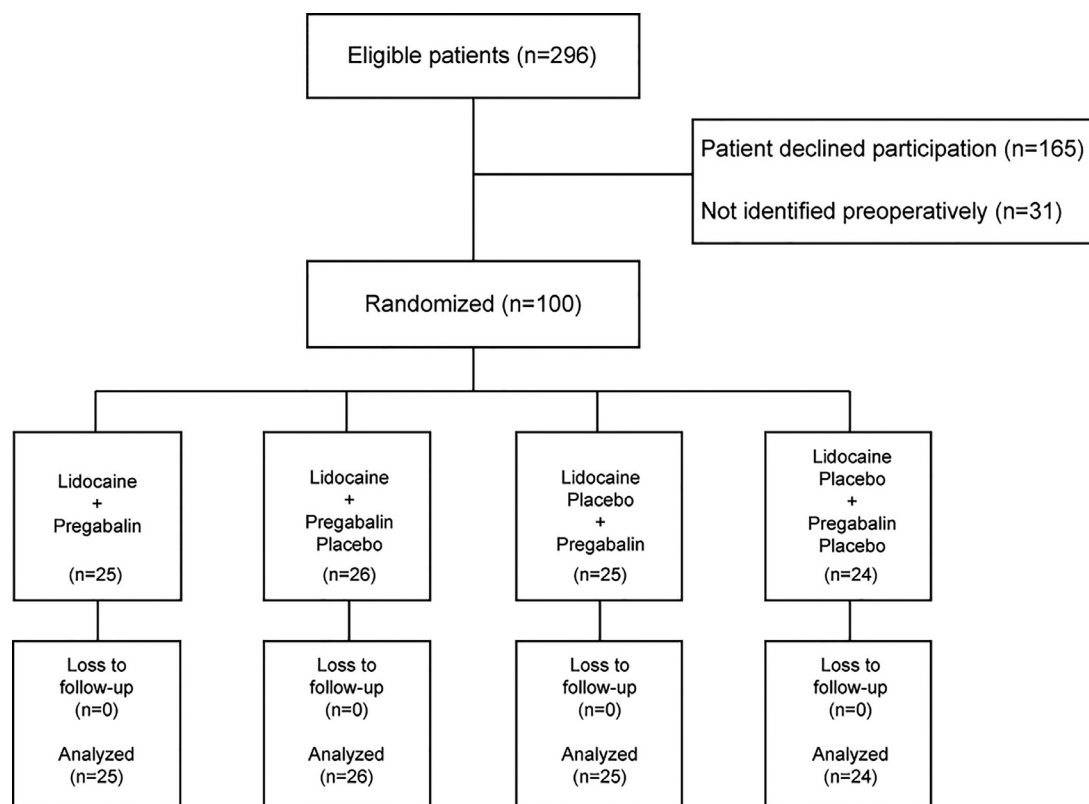 Eligible patients (n=296)
Patient declined participation (n=165)
Not identified preoperatively (n=31)
Randomized (n=100)
Lidocaine
+
Pregabalin
(n=25)
Lidocaine
+
Pregabalin
Placebo
(n=26)
Lidocaine
Placebo
+
Pregabalin
(n=25)
Lidocaine
Placebo
+
Pregabalin
Placebo
(n=24)
Loss to
follow-up
(n=0)
Analyzed
(n=25)
Loss to
follow-up
(n=0)
Analyzed
(n=26)
Loss to
follow-up
(n=0)
Analyzed
(n=25)
Loss to
follow-up
(n=0)
Analyzed
(n=24)